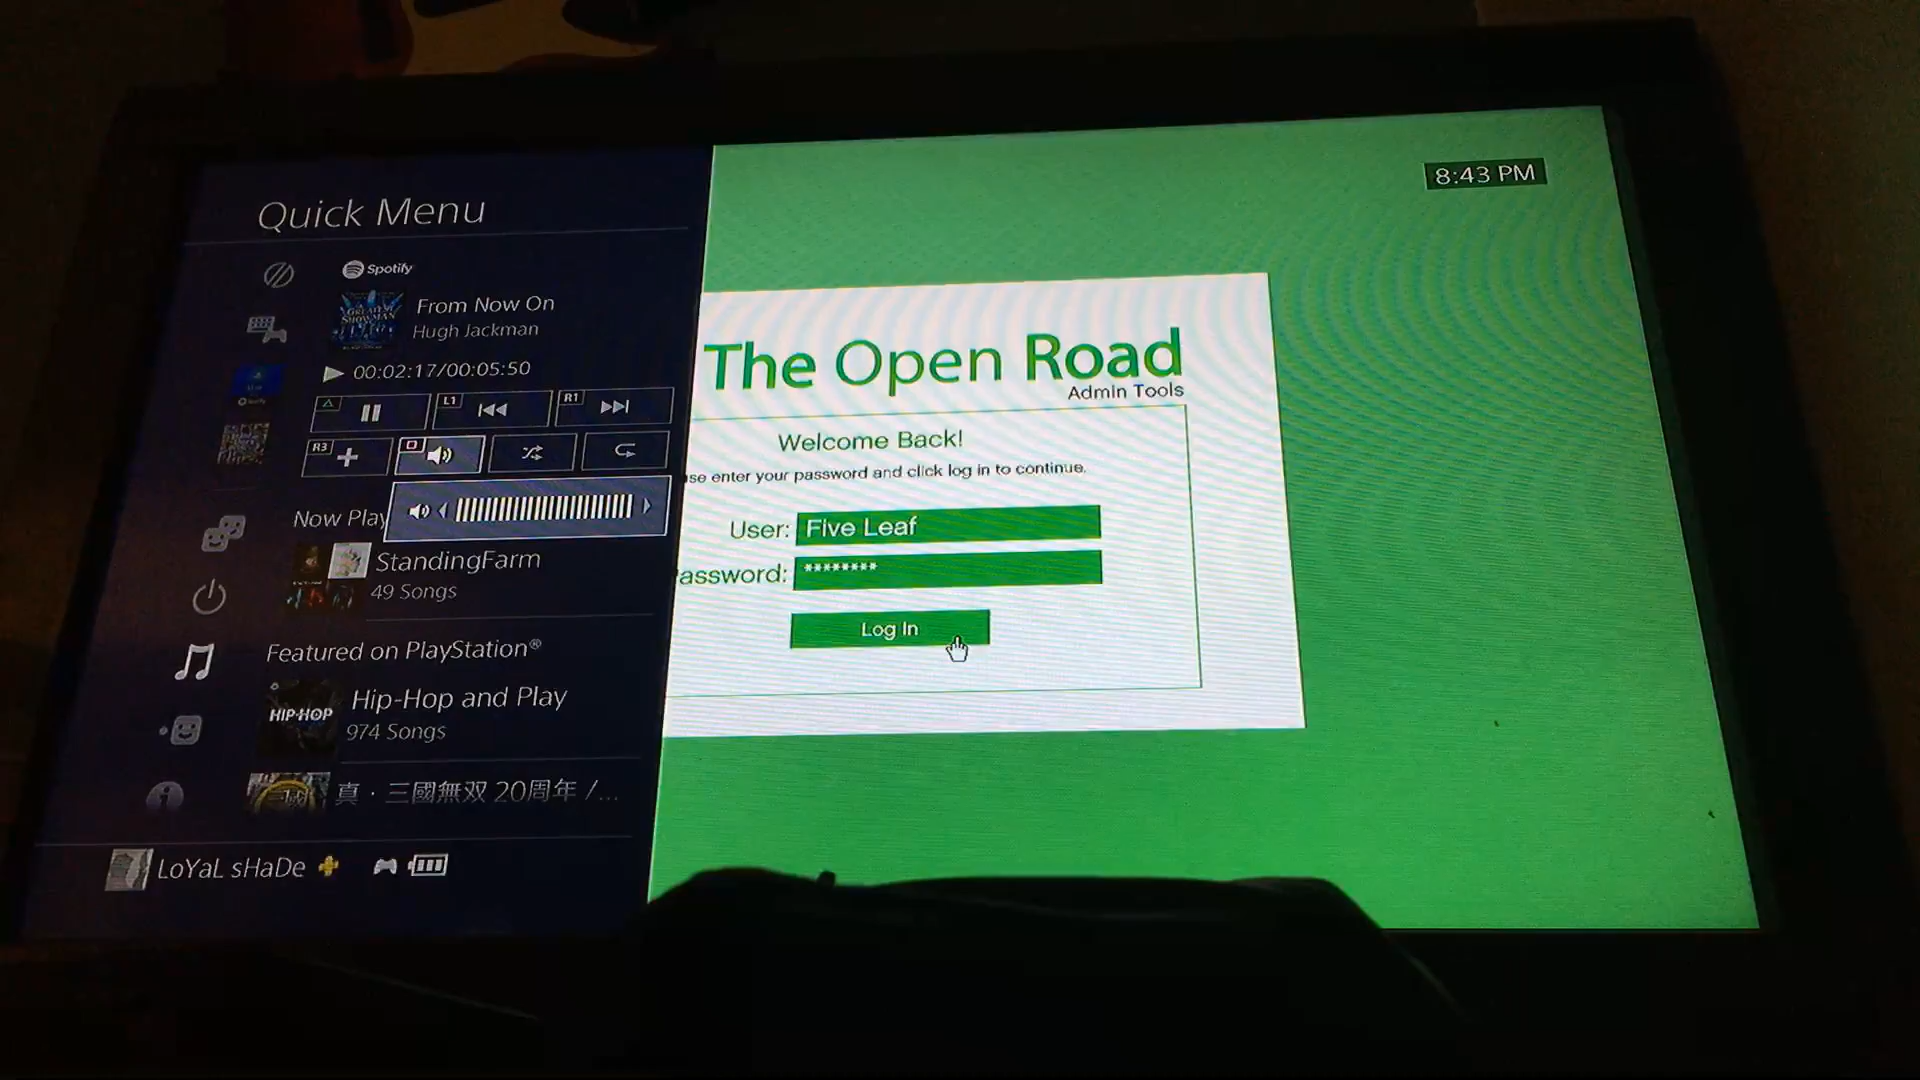 Quick Menu
8:43 PM
Spotify
From Now On
Hugh Jackman
00:02:17/00:05:50
L1
R1
R3
Now Play
StandingFarm
49 Songs
Featured on PlayStation®
HIP-HOP
Hip-Hop and Play
974 Songs
真・三國無双 20周年 /...
LoYaL sHaDe
The Open Road
Admin Tools
Welcome Back!
se enter your password and click log in to continue.
User: Five Leaf
assword: ********
Log In